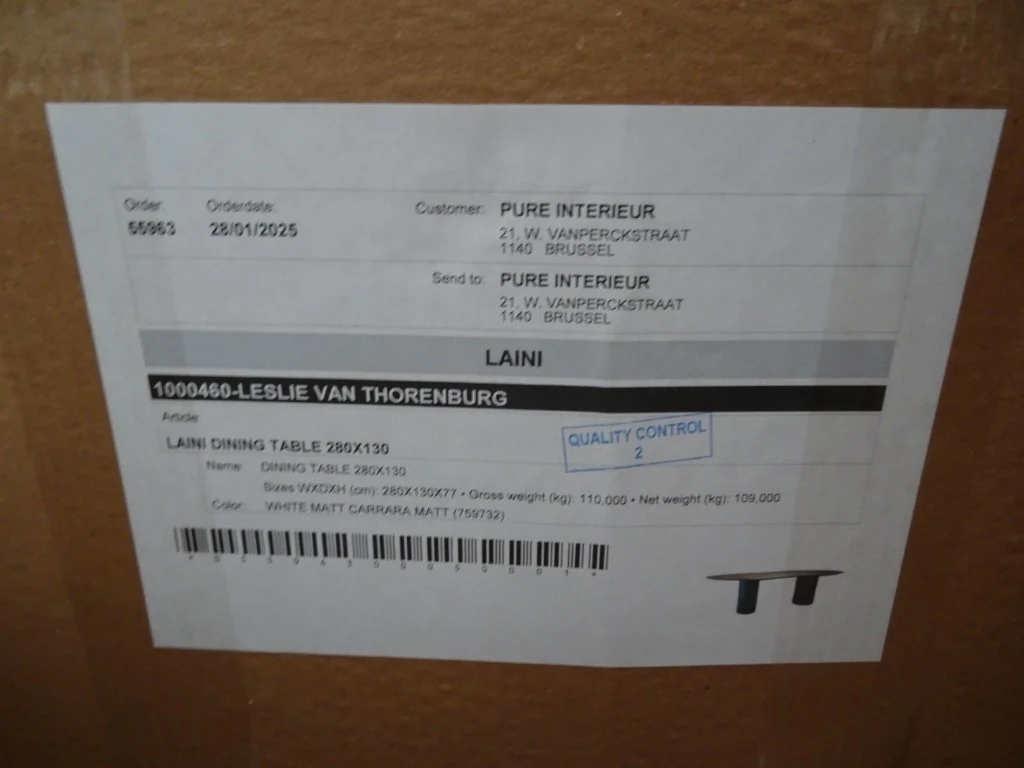 Order: Orderdate: Customer: PURE INTERIEUR
55963 28/01/2025 21, W. VANPERCKSTRAAT
1140 BRUSSEL
Send to: PURE INTERIEUR
21, W. VANPERCKSTRAAT
1140 BRUSSEL
LAINI
1000460-LESLIE VAN THORENBURG
Article:
LAINI DINING TABLE 280X130
QUALITY CONTROL
2
Name: DINING TABLE 280X130
Sizes WXDXH (cm): 280X130X77 • Gross weight (kg): 110,000 • Net weight (kg): 109,000
Color: WHITE MATT CARRARA MATT (759732)